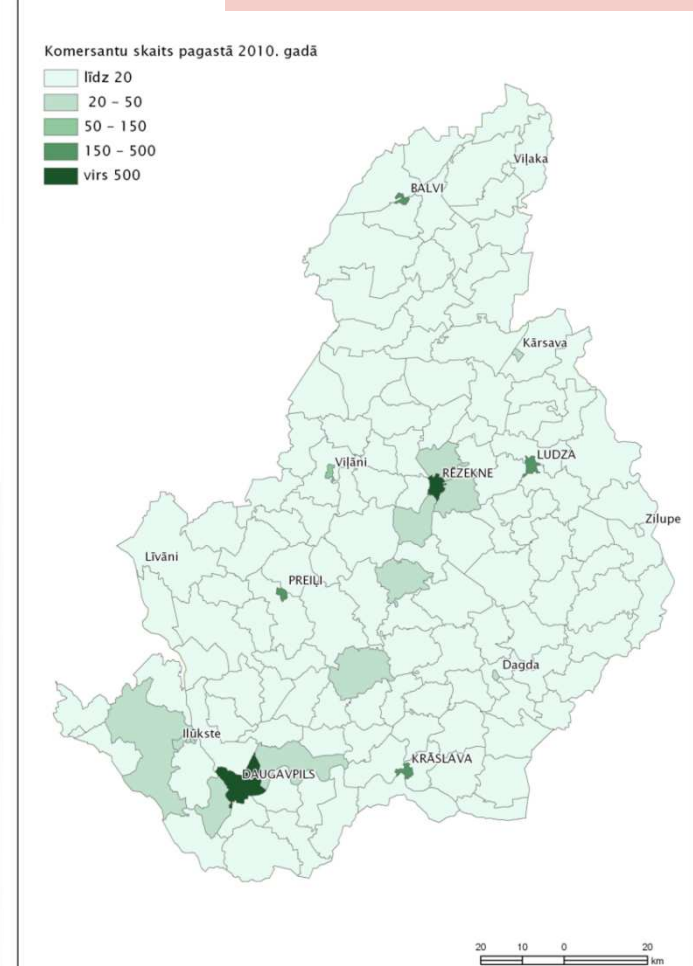 Komersantu skaits pagastā 2010. gadā
līdz 20
20 – 50
50 – 150
150 – 500
virs 500
Viļaka
BALVI
Kārsava
LUDZA
Viļāni
RĒZEKNE
Zilupe
Līvāni
PREIĻI
Dagda
Ilūkste
KRĀSLAVA
DAUGAVPILS
20 10 0 20
km